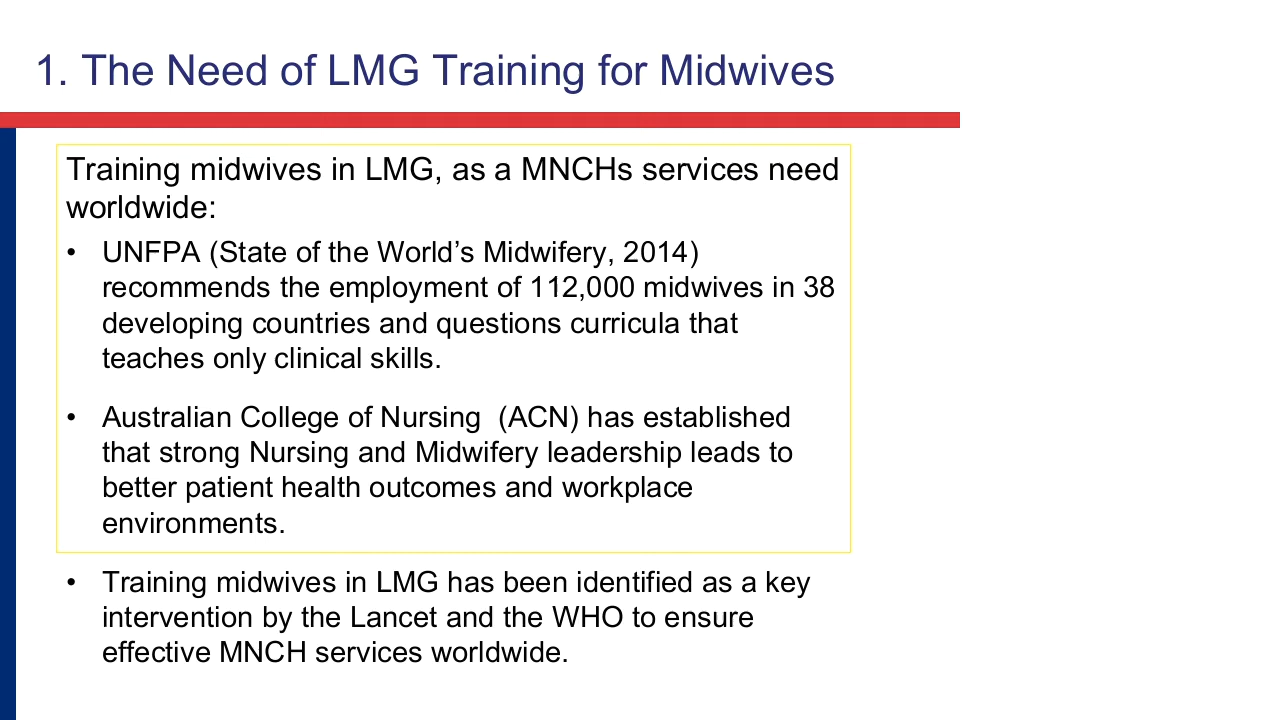 1. The Need of LMG Training for Midwives
Training midwives in LMG, as a MNCHs services need
worldwide:
• UNFPA (State of the World’s Midwifery, 2014)
recommends the employment of 112,000 midwives in 38
developing countries and questions curricula that
teaches only clinical skills.
• Australian College of Nursing  (ACN) has established
that strong Nursing and Midwifery leadership leads to
better patient health outcomes and workplace
environments.
• Training midwives in LMG has been identified as a key
intervention by the Lancet and the WHO to ensure
effective MNCH services worldwide.